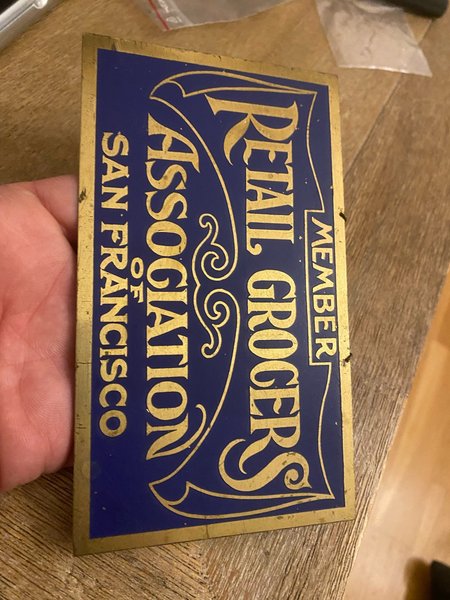 MEMBER
RETAIL GROCERS
ASSOCIATION
OF
SAN FRANCISCO